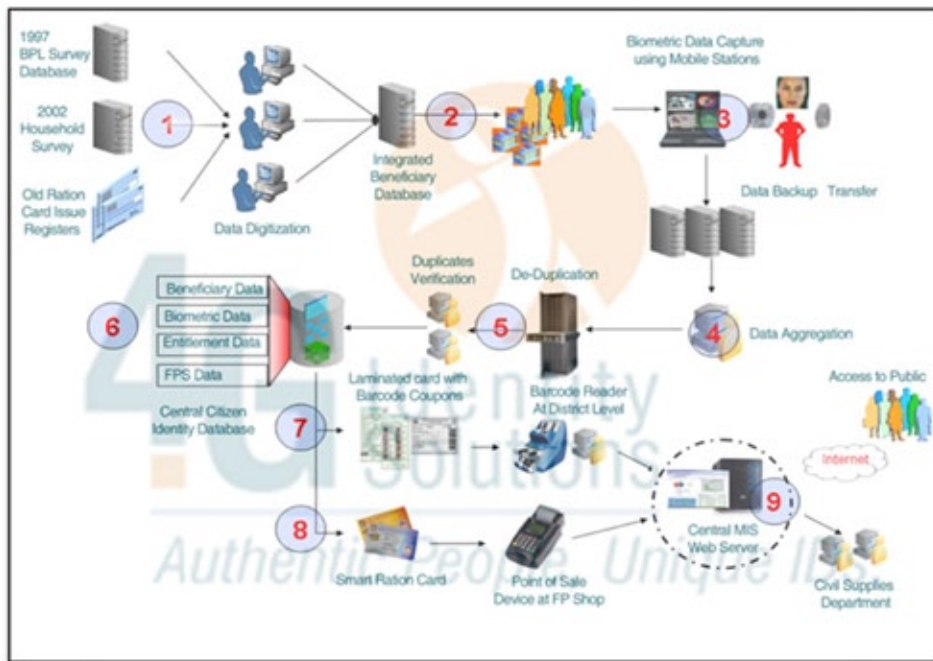 1997
BPL Survey
Database
2002
Household
Survey
Old Ration
Card Issue
Registers
1
Data Digitization
Integrated
Beneficiary
Database
2
Biometric Data Capture
using Mobile Stations
3
Data Backup Transfer
4
Data Aggregation
De-Duplication
5
Duplicates
Verification
6
Beneficiary Data
Biometric Data
Entitlement Data
FPS Data
Central Citizen
Identity Database
7
Laminated card with
Barcode Coupons
Barcode Reader
At District Level
8
Smart Ration Card
Point of Sale
Device at FP Shop
9
Central MIS
Web Server
Access to Public
Internet
Civil Supplies
Department
4G Identity
Solutions
Authentic People, Unique IDs